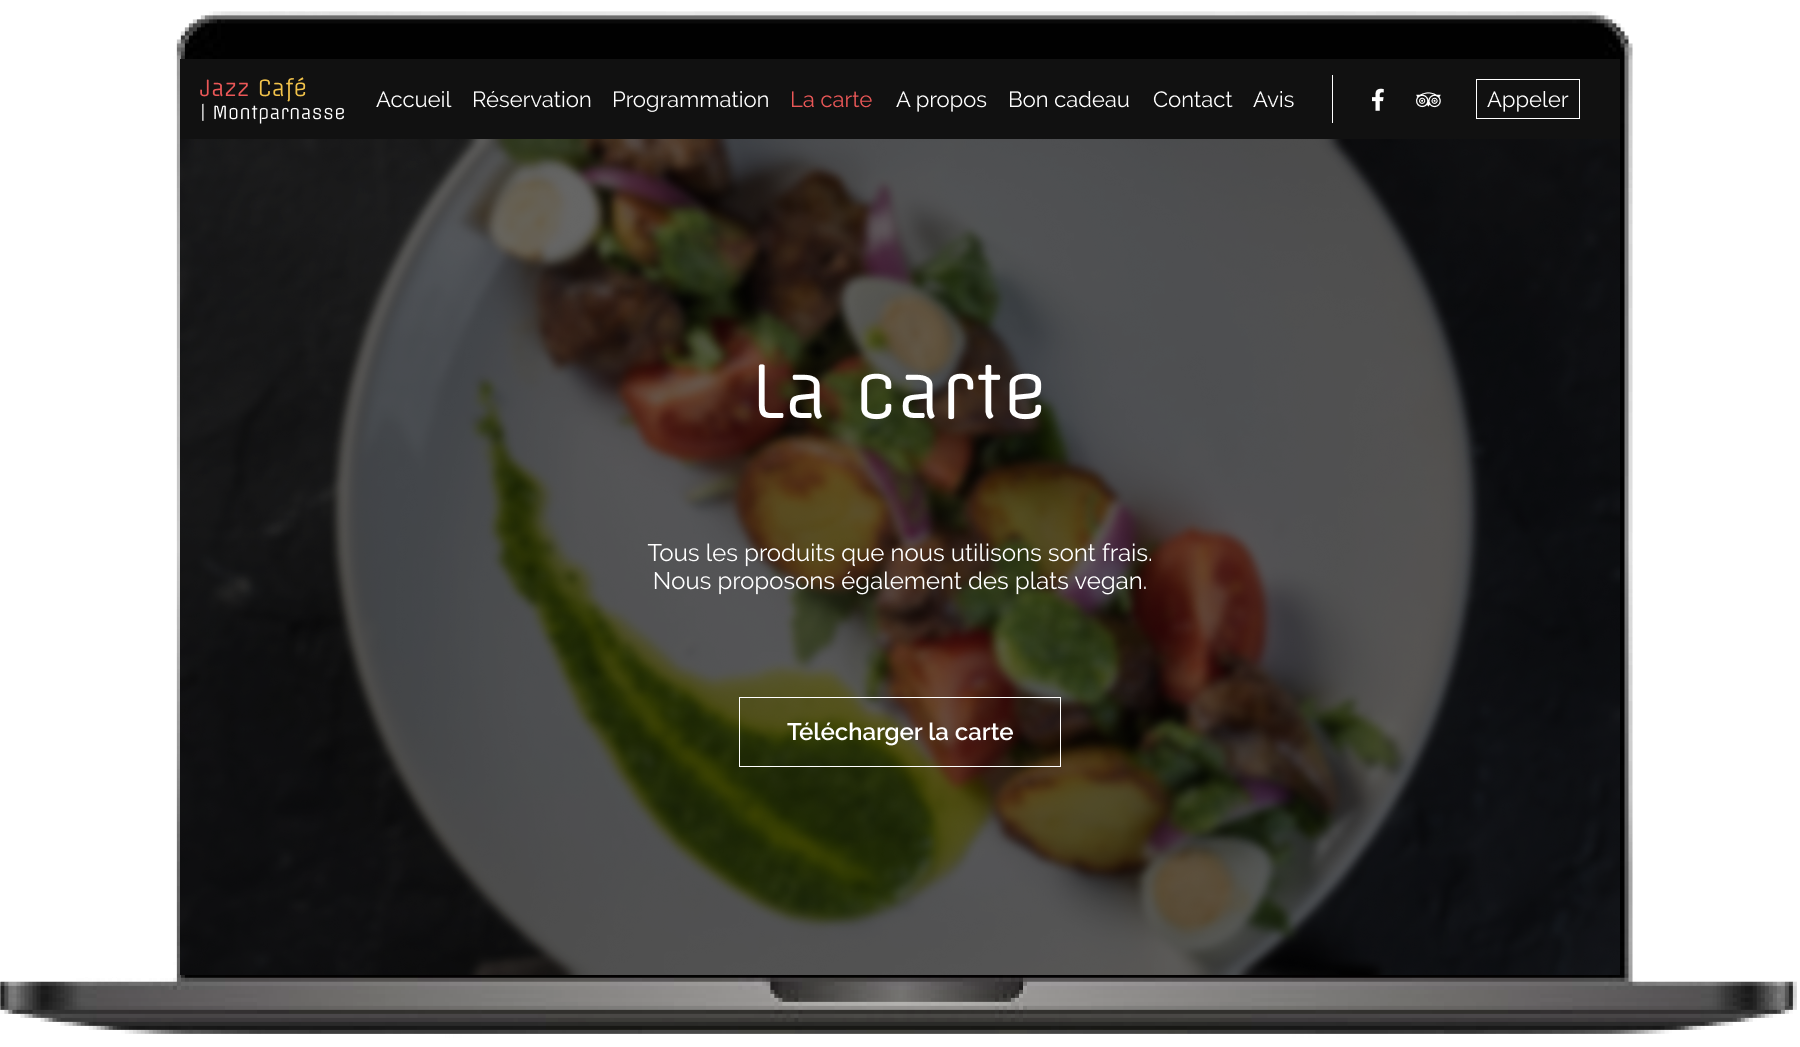 Jazz Café
| Montparnasse
Accueil Réservation Programmation La carte A propos Bon cadeau Contact Avis Appeler
La carte
Tous les produits que nous utilisons sont frais.
Nous proposons également des plats vegan.
Télécharger la carte